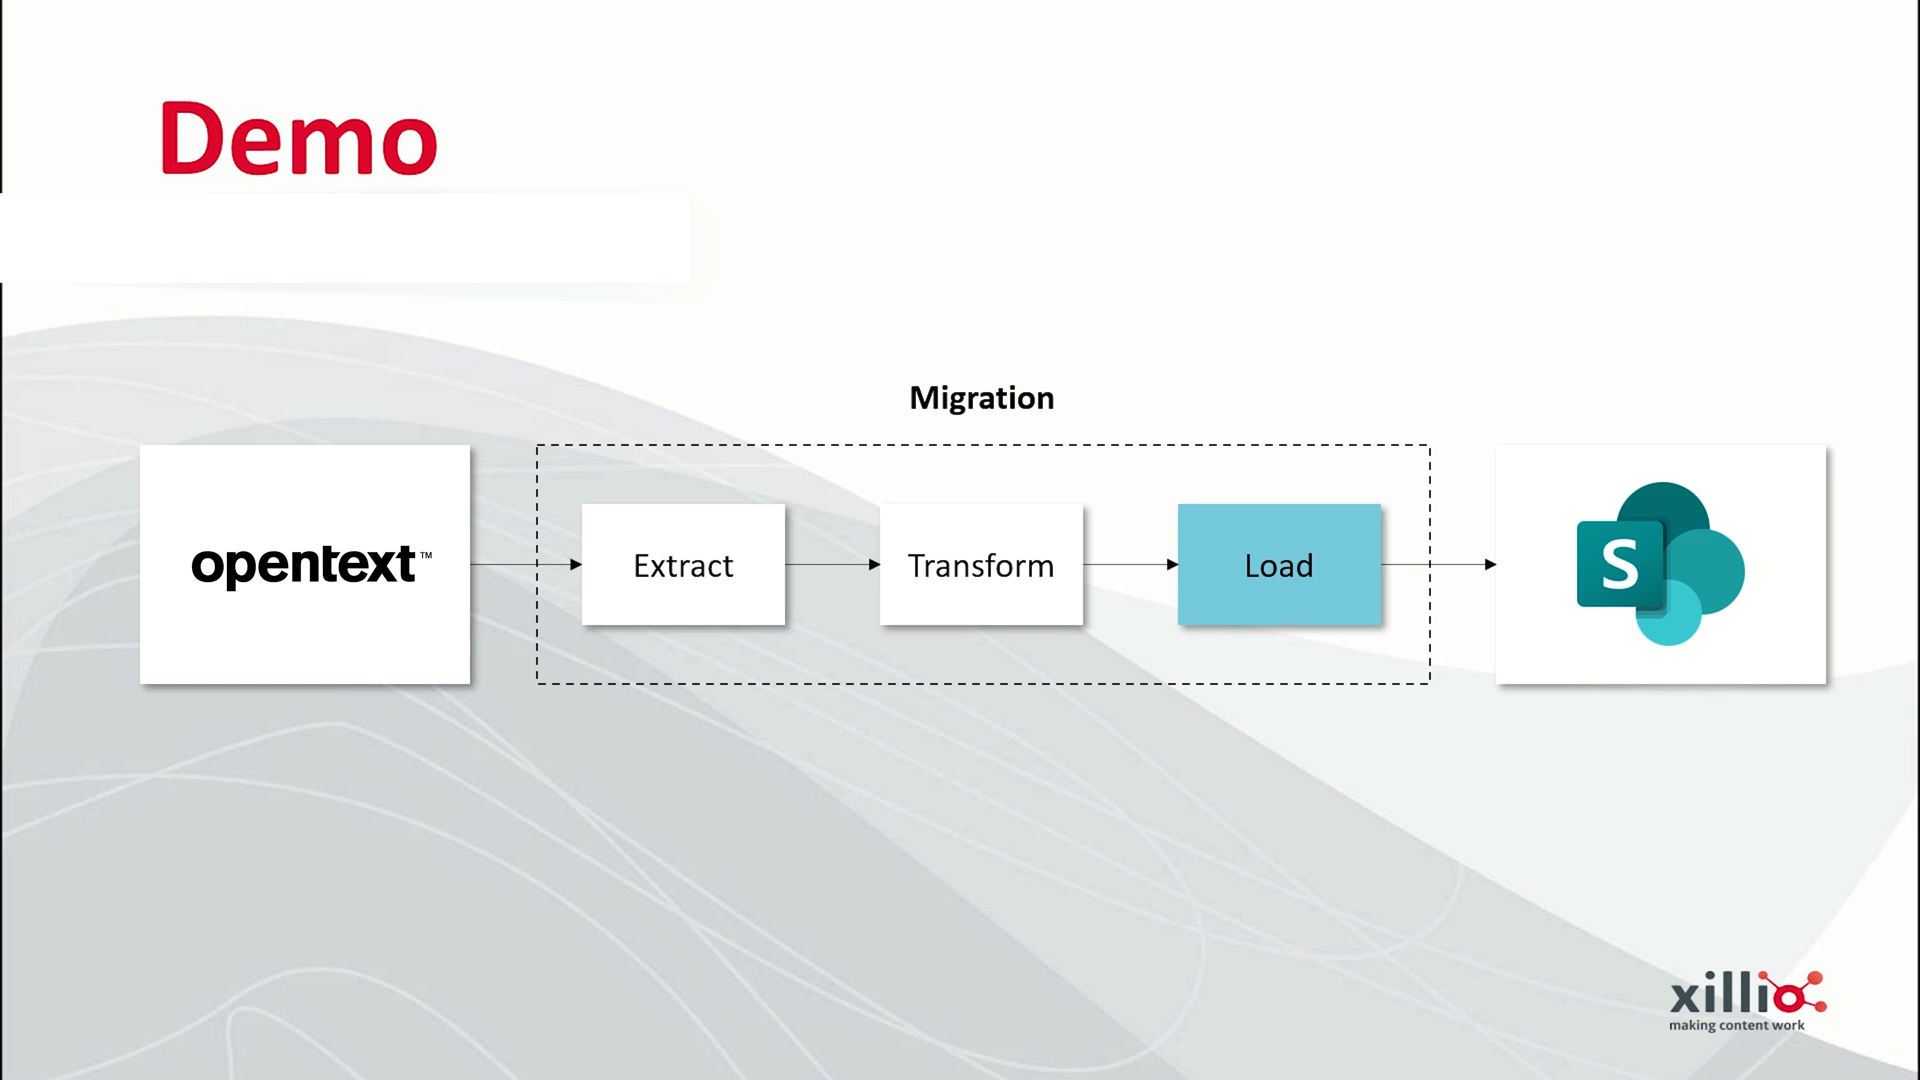 Demo
Migration
opentext™
Extract
Transform
Load
S
xillio
making content work